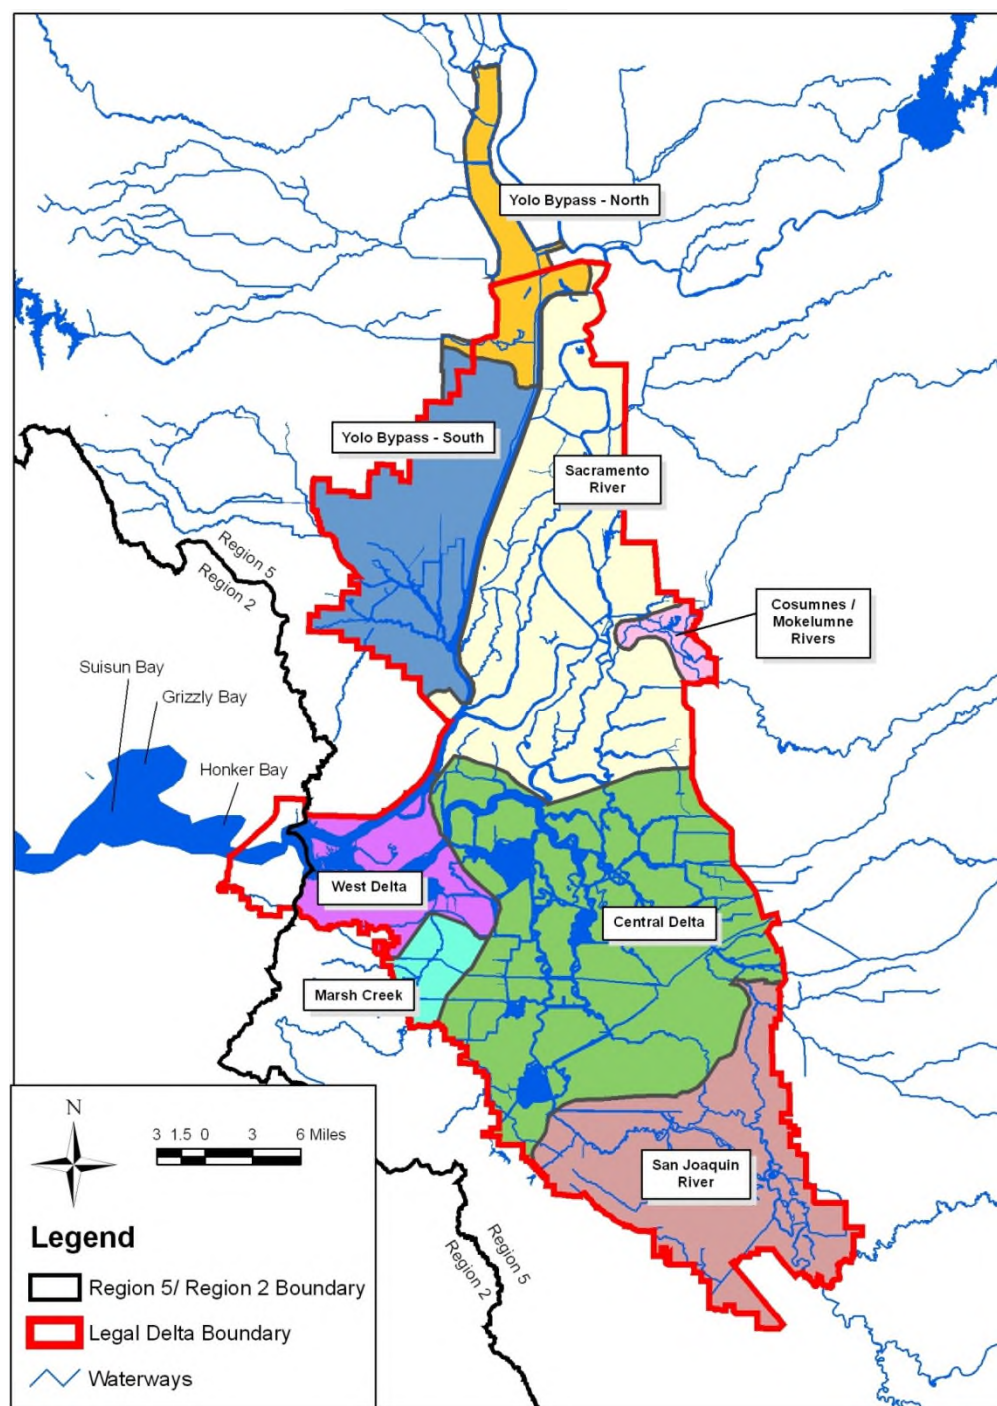 Yolo Bypass - North
Yolo Bypass - South
Sacramento
River
Region 5
Region 2
Cosumnes /
Mokelumne
Rivers
Suisun Bay
Grizzly Bay
Honker Bay
West Delta
Central Delta
Marsh Creek
San Joaquin
River
Region 5
Region 2
N
3 1.5 0 3 6 Miles
Legend
Region 5/ Region 2 Boundary
Legal Delta Boundary
Waterways